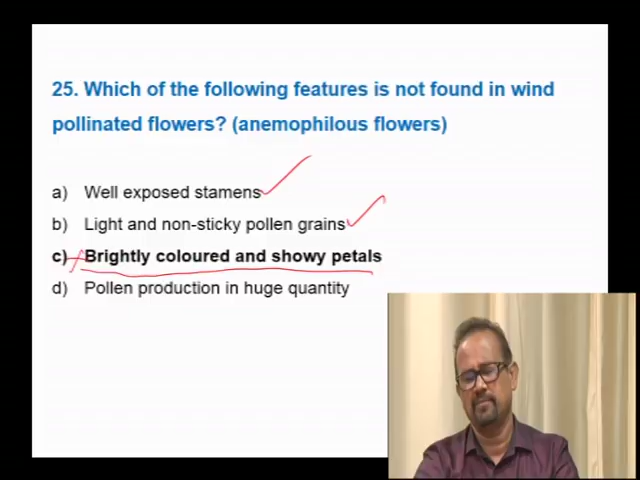 25. Which of the following features is not found in wind
pollinated flowers? (anemophilous flowers)
a) Well exposed stamens
b) Light and non-sticky pollen grains
c) Brightly coloured and showy petals
d) Pollen production in huge quantity